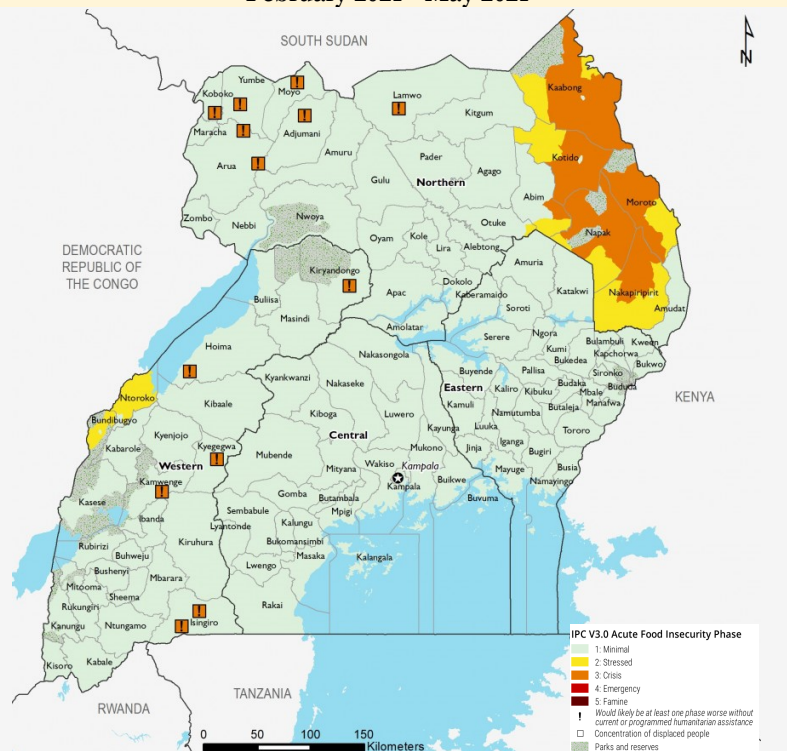 February 2021 - May 2021
SOUTH SUDAN
N
Yumbe
Moyo
Koboko
Lamwo
Kaabong
Kitgum
Maracha
Adjumani
Arua
Amuru
Pader
Kotido
Gulu
Agago
Northern
Abim
Moroto
Zombo
Nebbi
Nwoya
Otuke
Napak
Oyam
Kole
Lira
Alebtong
DEMOCRATIC
REPUBLIC OF
THE CONGO
Kiryandongo
Amuria
Dokolo
Kaberamaido
Katakwi
Nakapiripirit
Buliisa
Apac
Amudat
Masindi
Soroti
Amolatar
Serere
Ngora
Bulambuli
Kween
Hoima
Nakasongola
Kumi
Kapchorwa
Bukedea
Bukwo
Buyende
Pallisa
Sironko
Kyankwanzi
Nakaseke
Eastern
Kaliro
Kibuku
Budaka
Mbale
Bududa
Ntoroko
Kibaale
Kamuli
Butaleja
Manafwa
KENYA
Kiboga
Luwero
Namutumba
Bundibugyo
Kayunga
Luuka
Tororo
Kyenjojo
Central
Iganga
Kabarole
Kyegegwa
Mubende
Mukono
Jinja
Bugiri
Western
Mityana
Wakiso
Kampala
Mayuge
Busia
Kamwenge
Kampala
Buikwe
Namayingo
Gomba
Butambala
Buvuma
Kasese
Ibanda
Sembabule
Mpigi
Lyantonde
Kalungu
Rubirizi
Kiruhura
Bukomansimbi
Buhweju
Masaka
Kalangala
Bushenyi
Lwengo
Mitooma
Mbarara
Sheema
Rukungiri
Rakai
Kanungu
Ntungamo
Isingiro
Kisoro
Kabale
TANZANIA
RWANDA
0 50 100 150
Kilometers
IPC V3.0 Acute Food Insecurity Phase
1: Minimal
2: Stressed
3: Crisis
4: Emergency
5: Famine
! Would likely be at least one phase worse without
current or programmed humanitarian assistance
Concentration of displaced people
Parks and reserves